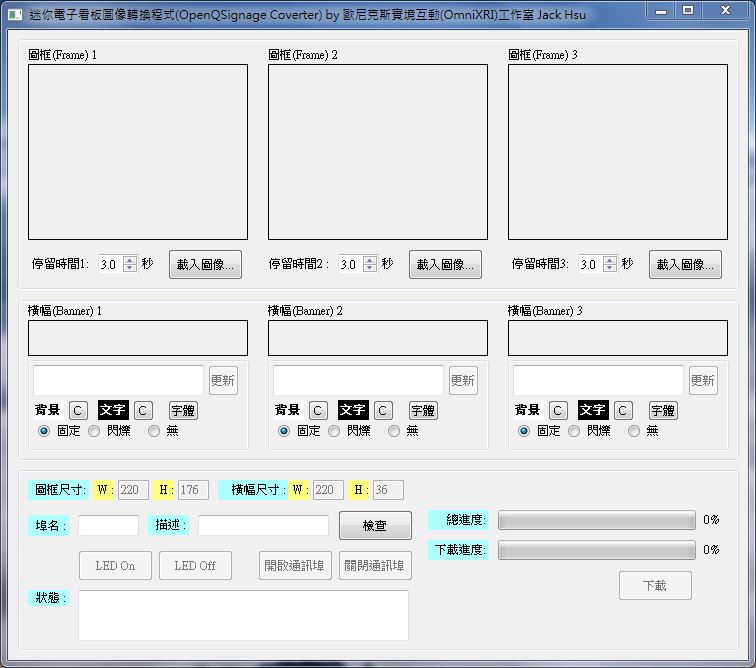 迷你電子看板圖像轉換程式(OpenQSignage Coverter) by 歐尼克斯實境互動(OmniXRI)工作室 Jack Hsu
圖框(Frame) 1 圖框(Frame) 2 圖框(Frame) 3
停留時間1: 3.0 秒 載入圖像... 停留時間2 : 3.0 秒 載入圖像... 停留時間3: 3.0 秒 載入圖像...
橫幅(Banner) 1 橫幅(Banner) 2 橫幅(Banner) 3
更新 更新 更新
背景 C 文字 C 字體 背景 C 文字 C 字體 背景 C 文字 C 字體
固定 閃爍 無 固定 閃爍 無 固定 閃爍 無
圖框尺寸: W : 220 H : 176 橫幅尺寸 : W : 220 H : 36
埠名 : 描述 : 檢查 總進度: 0%
下載進度: 0%
LED On LED Off 開啟通訊埠 關閉通訊埠 下載
狀態 :